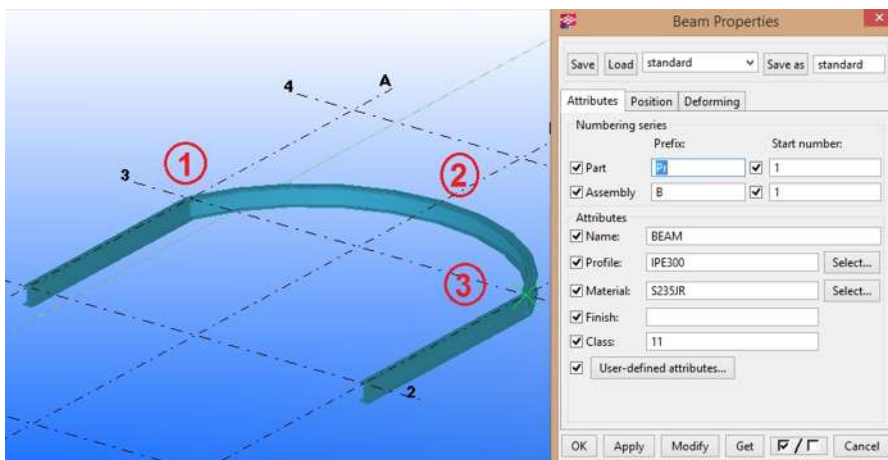 4
A
1
3
2
3
2
Beam Properties
Save Load standard Save as standard
Attributes Position Deforming
Numbering series
Prefix: Start number:
Part Pr 1
Assembly B 1
Attributes
Name: BEAM
Profile: IPE300 Select...
Material: S235JR Select...
Finish:
Class: 11
User-defined attributes...
OK Apply Modify Get / Cancel